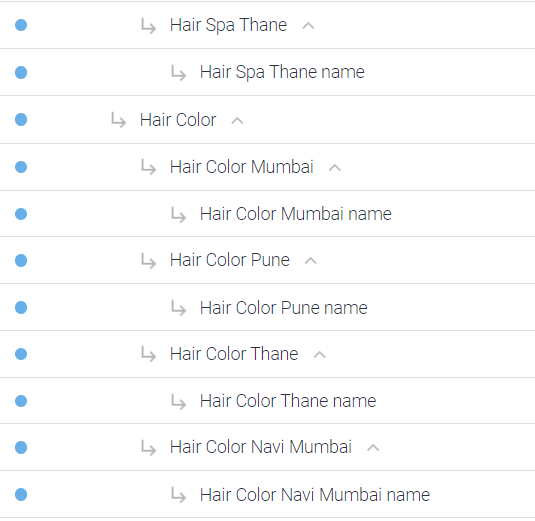 Hair Spa Thane
Hair Spa Thane name
Hair Color
Hair Color Mumbai
Hair Color Mumbai name
Hair Color Pune
Hair Color Pune name
Hair Color Thane
Hair Color Thane name
Hair Color Navi Mumbai
Hair Color Navi Mumbai name